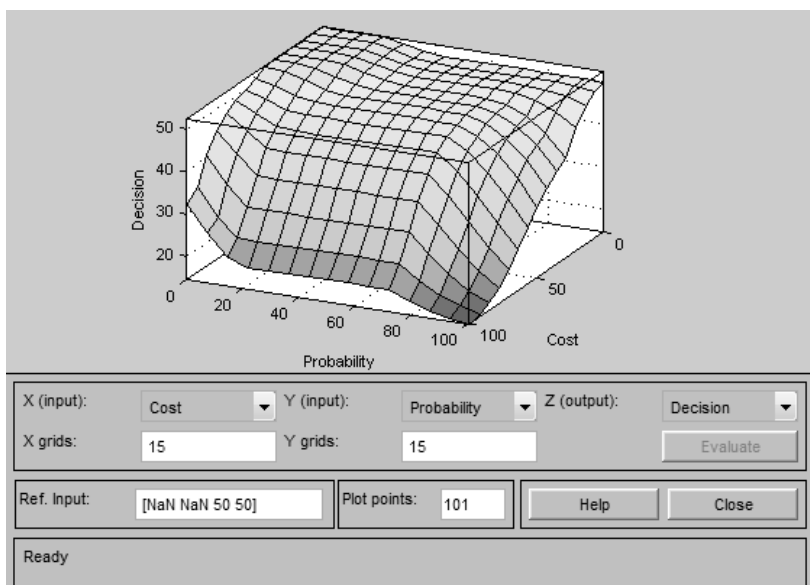 50
40
30
20
Decision
0
20
40
60
80
100
Probability
100
50
0
Cost
X (input): Cost Y (input): Probability Z (output): Decision
X grids: 15 Y grids: 15 Evaluate
Ref. Input: [NaN NaN 50 50] Plot points: 101 Help Close
Ready